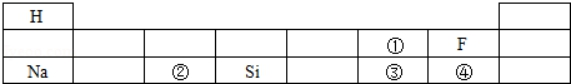 H
① F
Na ② Si ③ ④